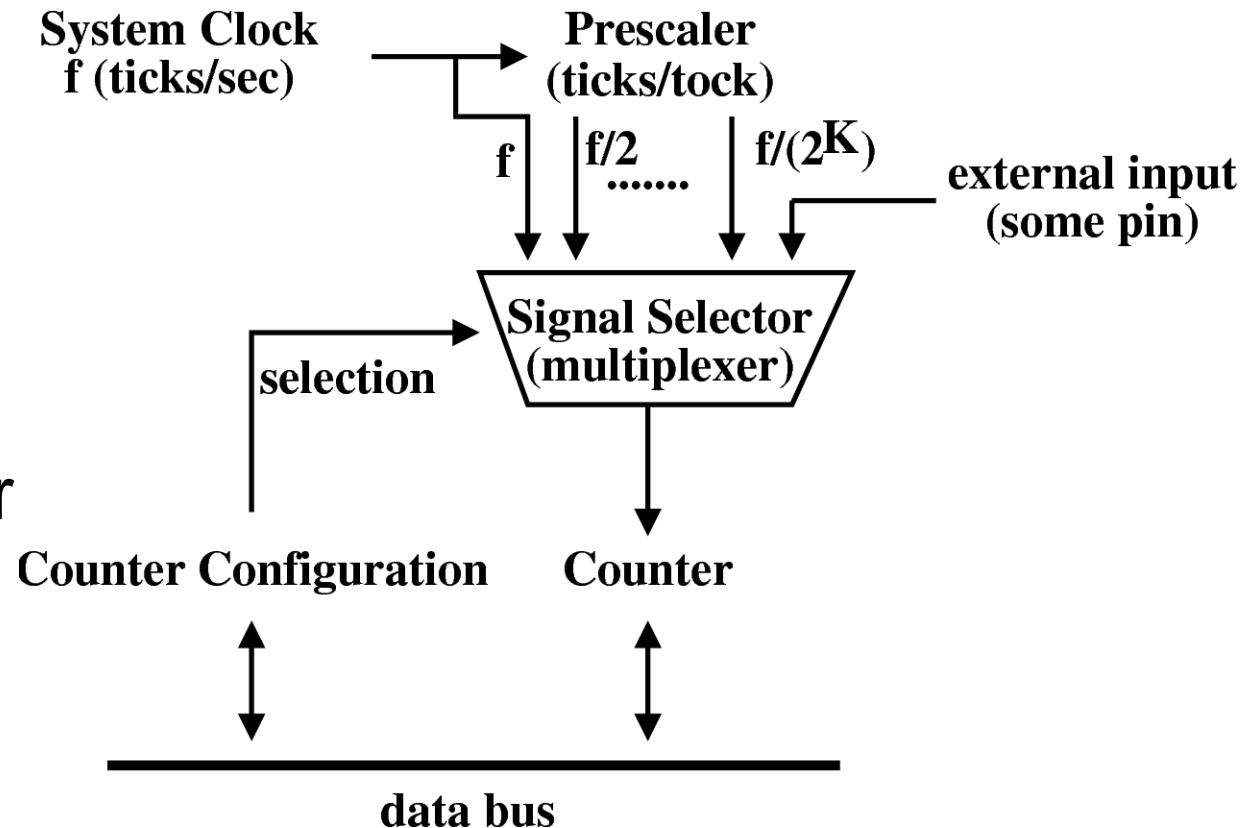 System Clock
f (ticks/sec)
Prescaler
(ticks/tock)
f
f/2
.......
f/(2^K)
external input
(some pin)
Signal Selector
(multiplexer)
selection
r
Counter Configuration
Counter
data bus